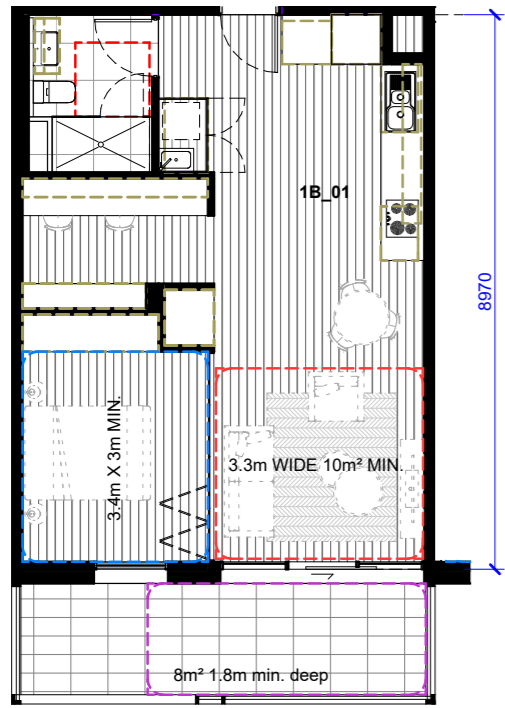 1B_01
8970
3.4m X 3m MIN.
3.3m WIDE 10m² MIN.
8m² 1.8m min. deep